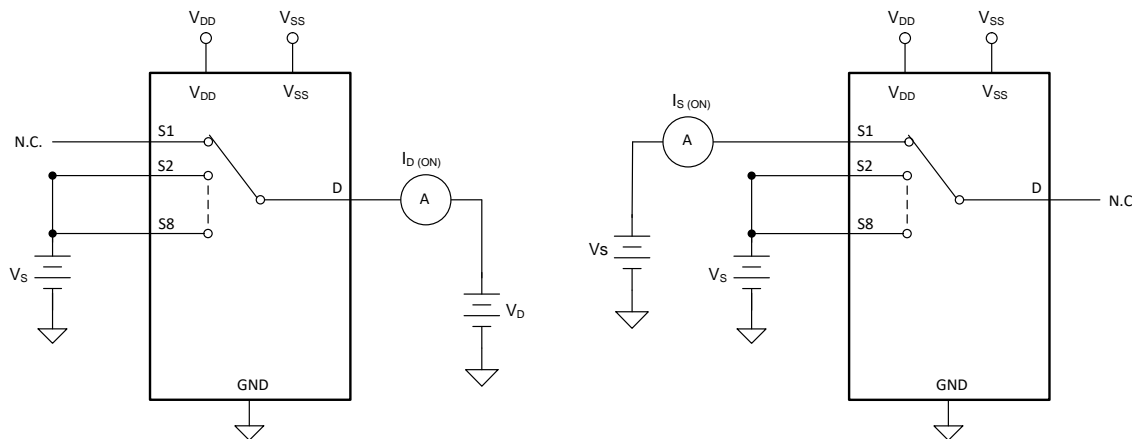 VDD VSS
VDD VSS
N.C. S1
S2
S8
VS
D
ID (ON)
A
VD
GND
VDD VSS
VDD VSS
IS (ON)
A
S1
S2
S8
Vs
VS
D
N.C
GND